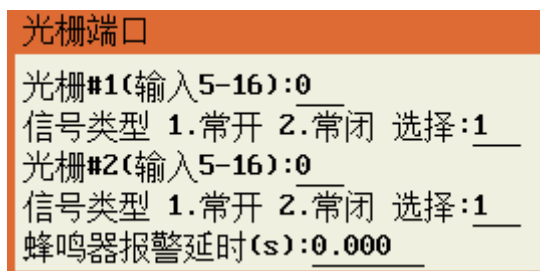 光栅端口
光栅#1(输入5-16):0
信号类型 1.常开 2.常闭 选择:1
光栅#2(输入5-16):0
信号类型 1.常开 2.常闭 选择:1
蜂鸣器报警延时(s):0.000